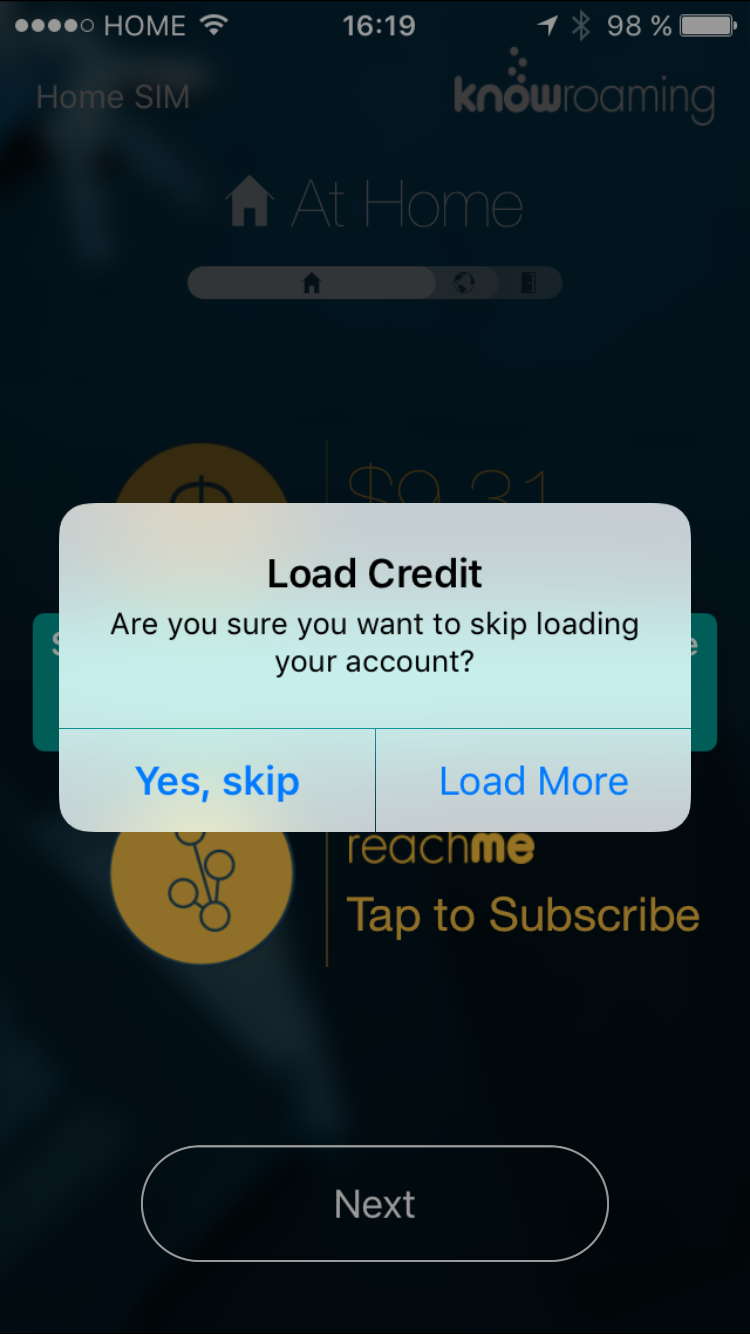 HOME 16:19 98 %
Home SIM knowroaming
At Home
$9.31
Load Credit
Are you sure you want to skip loading
your account?
Yes, skip Load More
reachme
Tap to Subscribe
Next